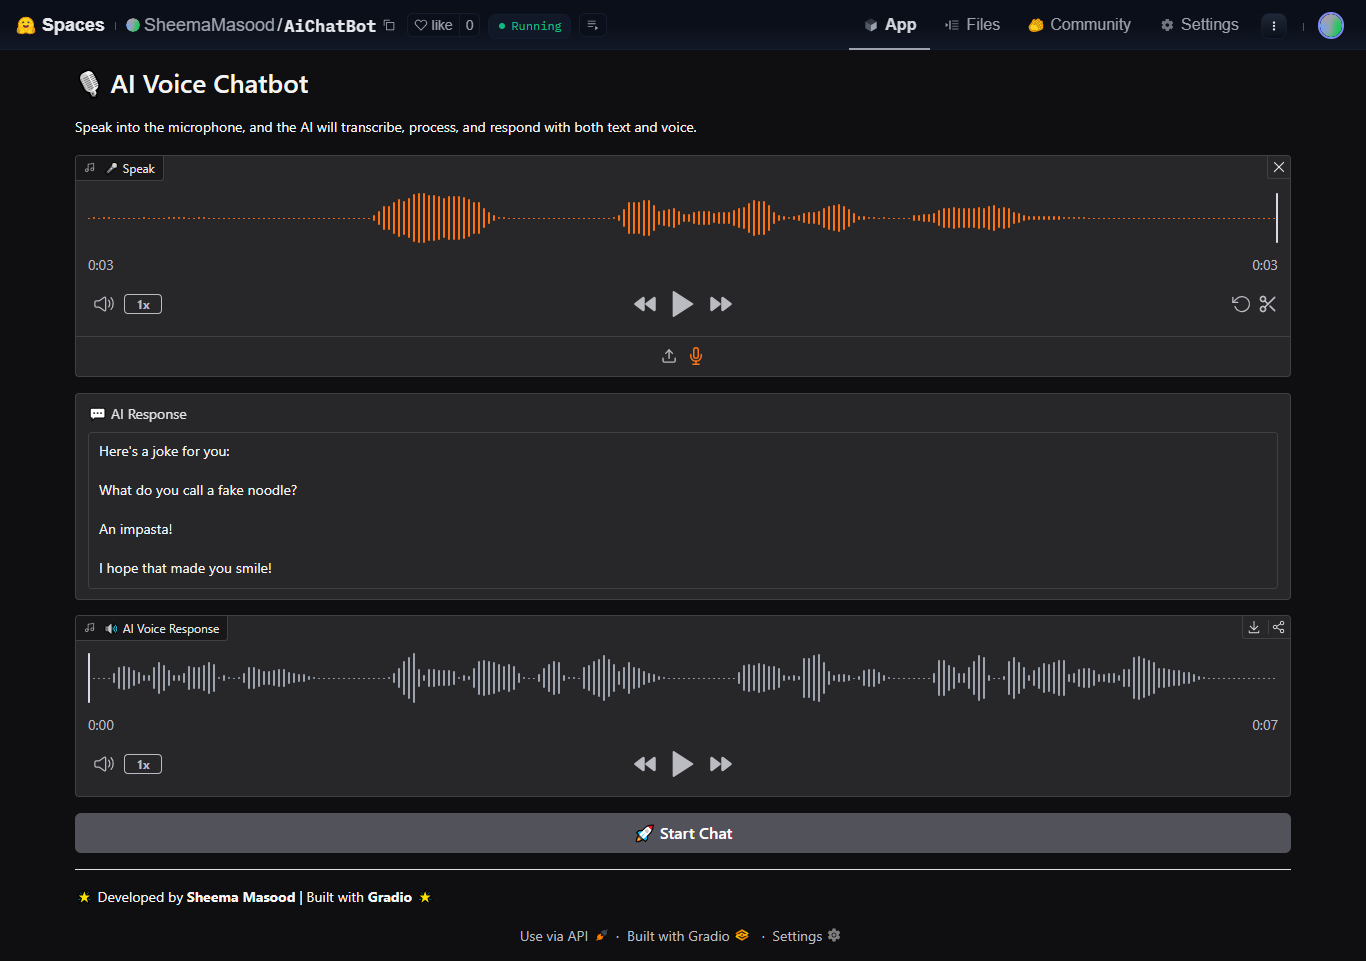 Spaces SheemaMasood/AiChatBot like 0 Running App Files Community Settings
AI Voice Chatbot
Speak into the microphone, and the AI will transcribe, process, and respond with both text and voice.
Speak
0:03 0:03
1x
AI Response
Here's a joke for you:
What do you call a fake noodle?
An impasta!
I hope that made you smile!
AI Voice Response
0:00 0:07
1x
Start Chat
Developed by Sheema Masood | Built with Gradio
Use via API · Built with Gradio · Settings